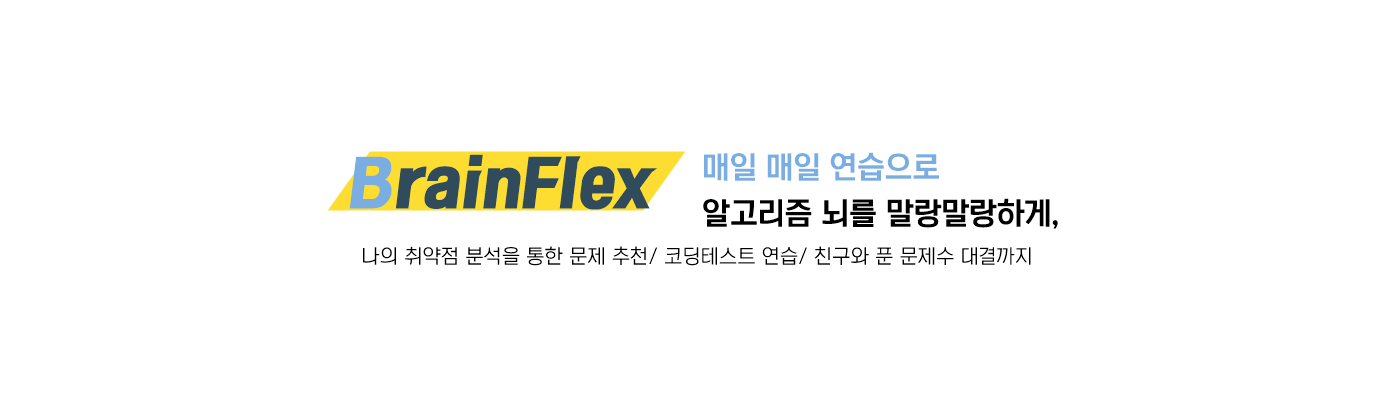 BrainFlex
매일 매일 연습으로
알고리즘 뇌를 말랑말랑하게,
나의 취약점 분석을 통한 문제 추천/ 코딩테스트 연습/ 친구와 푼 문제수 대결까지